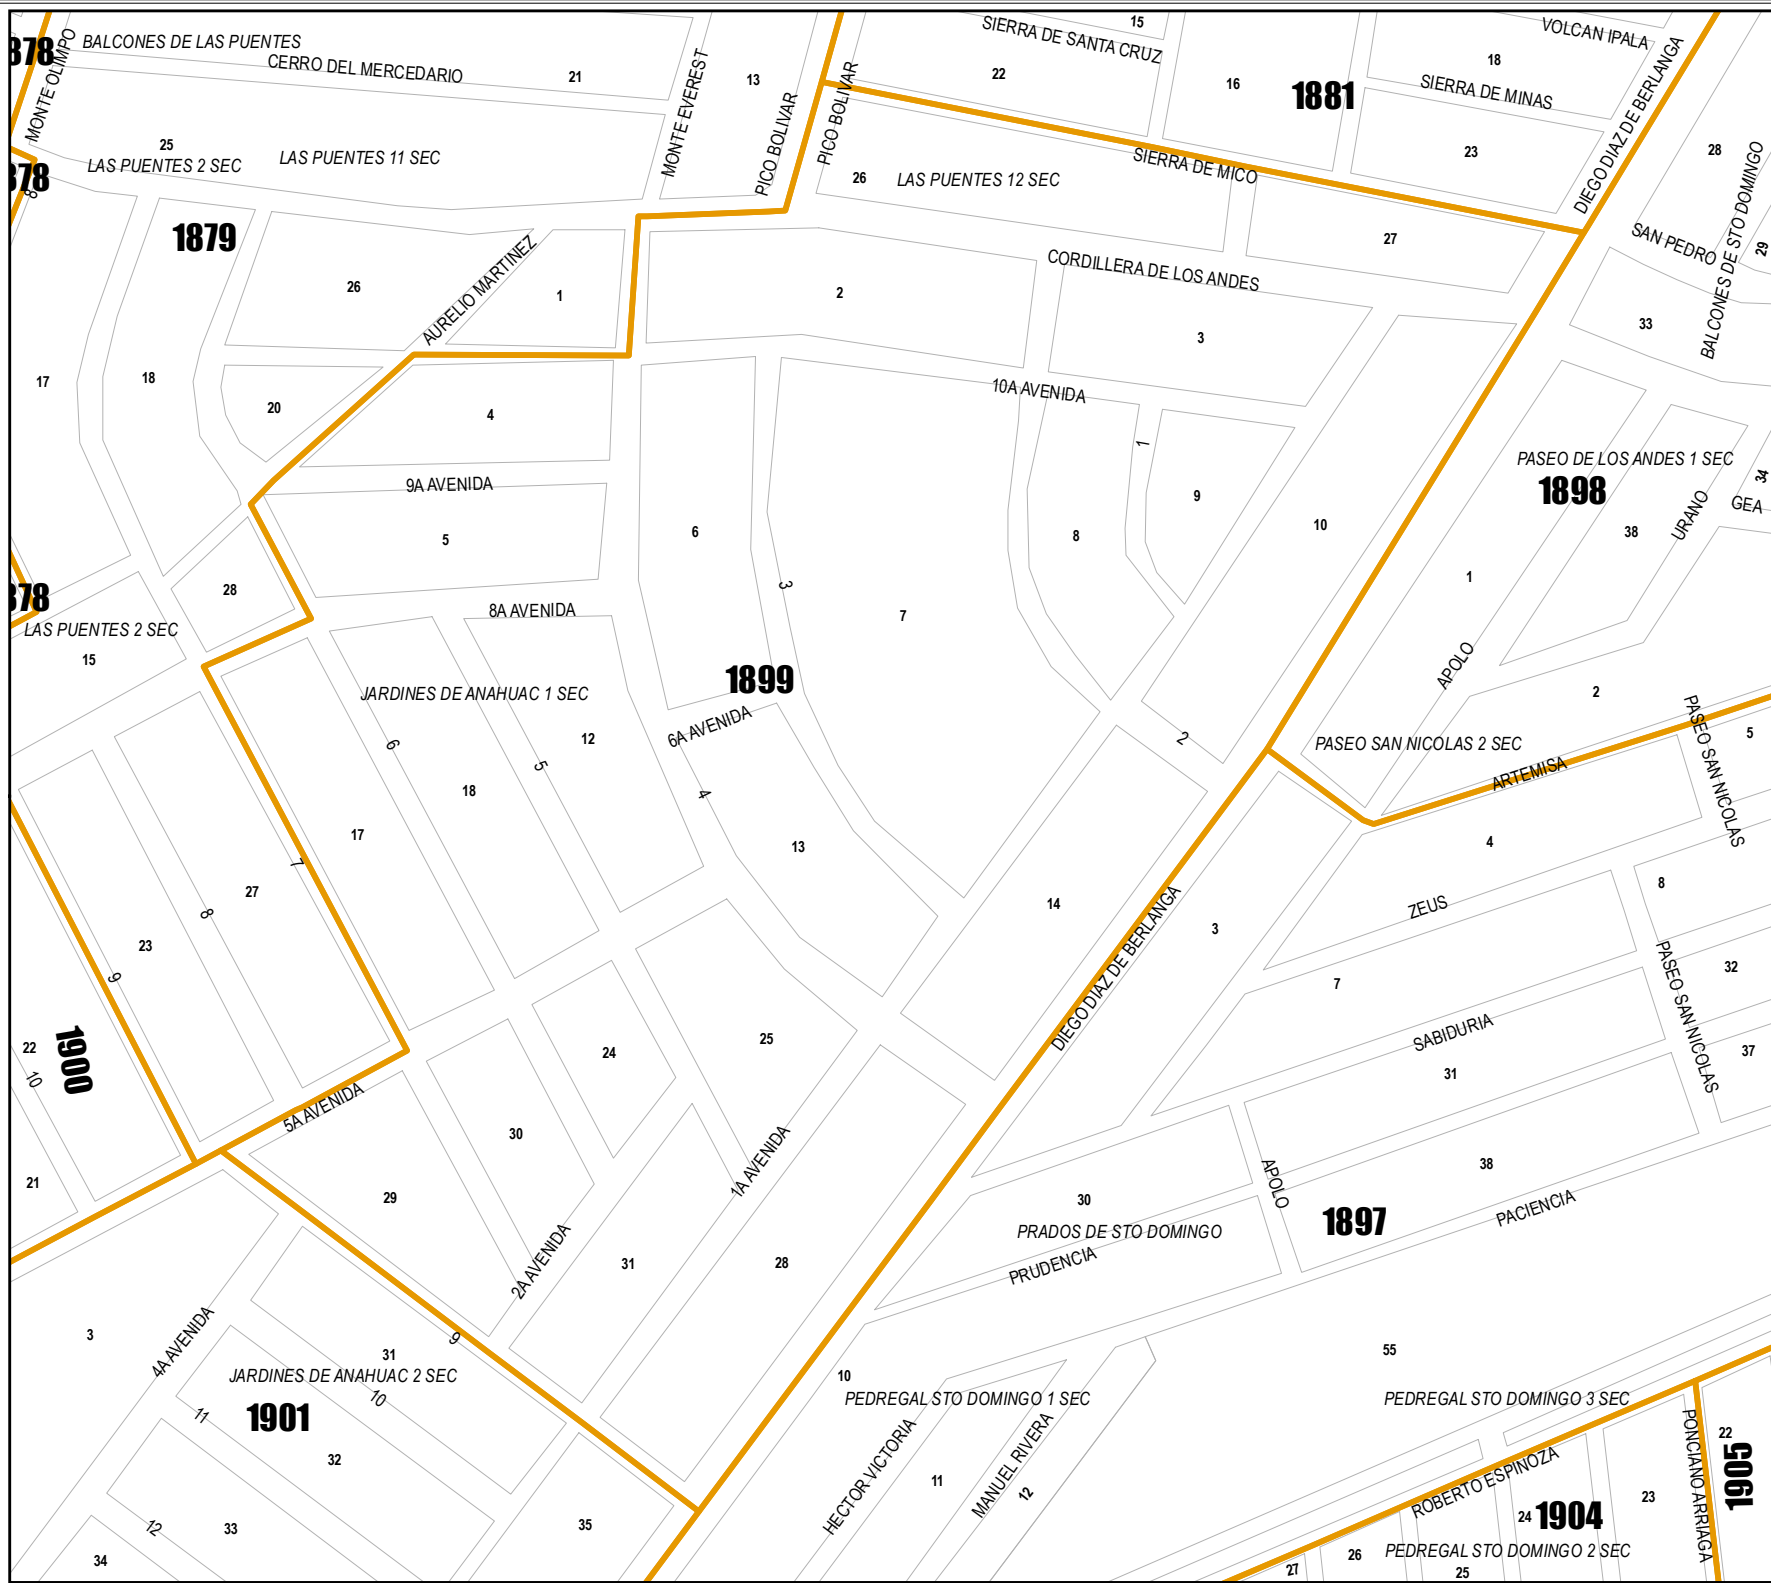 15
SIERRA DE SANTA CRUZ
VOLCAN IPALA
878
MONTE OLIMPO
BALCONES DE LAS PUENTES
CERRO DEL MERCEDARIO
21
MONTE EVEREST
13
PICO BOLIVAR
PICO BOLIVAR
22
16
1881
18
SIERRA DE MINAS
DIEGO DIAZ DE BERLANGA
25
LAS PUENTES 2 SEC
LAS PUENTES 11 SEC
26
LAS PUENTES 12 SEC
SIERRA DE MICO
23
28
BALCONES DE STO DOMINGO
878
8
1879
27
SAN PEDRO
29
26
AURELIO MARTINEZ
1
2
CORDILLERA DE LOS ANDES
3
33
17
18
20
4
10A AVENIDA
1
PASEO DE LOS ANDES 1 SEC
1898
34
GEA
9A AVENIDA
9
10
38
URANO
5
6
8
878
28
8A AVENIDA
3
7
1
LAS PUENTES 2 SEC
15
JARDINES DE ANAHUAC 1 SEC
1899
APOLO
2
PASEO SAN NICOLAS
6
5
12
6A AVENIDA
2
PASEO SAN NICOLAS 2 SEC
5
18
4
ARTEMISA
17
13
4
7
27
8
14
DIEGO DIAZ DE BERLANGA
3
ZEUS
8
23
9
7
PASEO SAN NICOLAS
32
22
10
1900
24
25
SABIDURIA
31
37
5A AVENIDA
30
1A AVENIDA
21
29
APOLO
38
30
PRADOS DE STO DOMINGO
1897
PACIENCIA
2A AVENIDA
31
28
PRUDENCIA
3
4A AVENIDA
9
31
JARDINES DE ANAHUAC 2 SEC
10
11
1901
10
PEDREGAL STO DOMINGO 1 SEC
55
PEDREGAL STO DOMINGO 3 SEC
PONCIANO ARRIAGA
22
1905
32
HECTOR VICTORIA
11
MANUEL RIVERA
12
ROBERTO ESPINOZA
23
12
33
35
24
1904
34
27
26
PEDREGAL STO DOMINGO 2 SEC
25